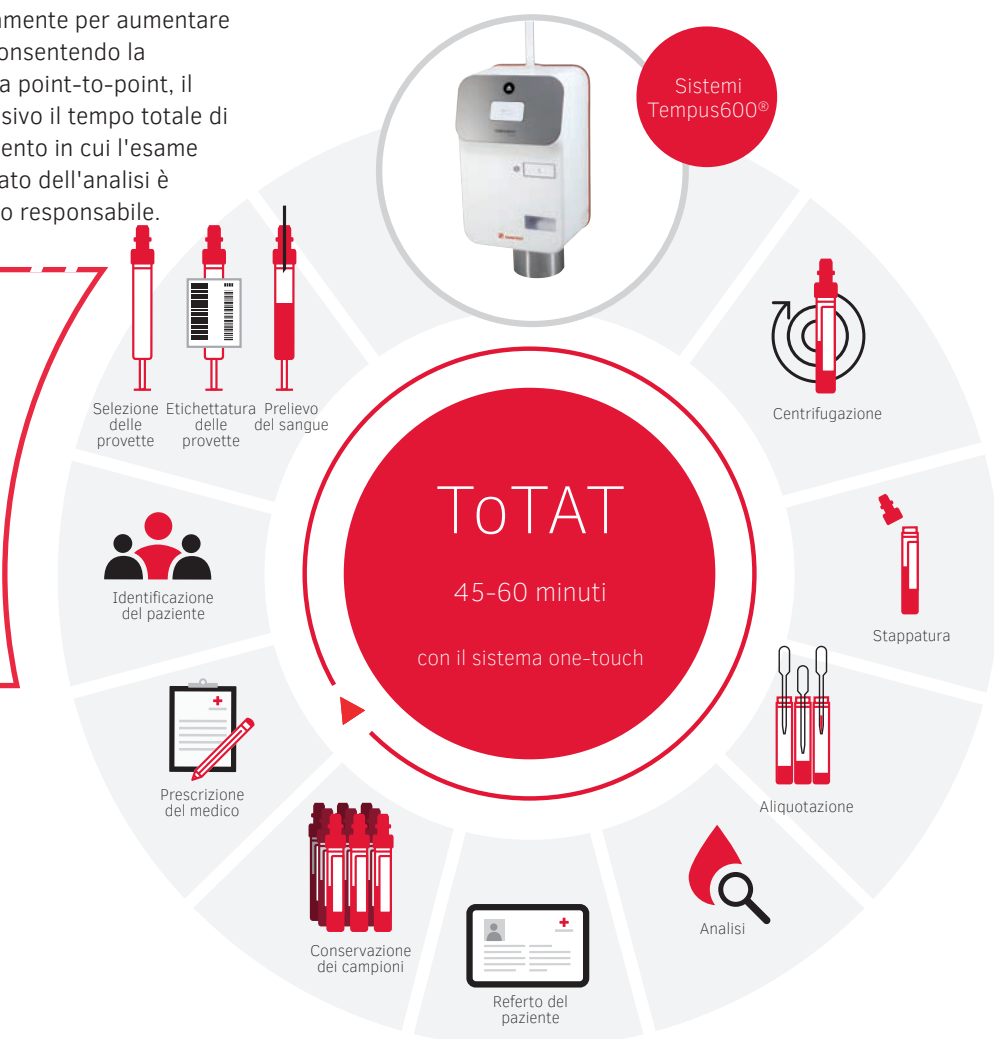 amente per aumentare
onsentendo la
a point-to-point, il
sivo il tempo totale di
ento in cui l'esame
ato dell'analisi è
o responsabile.
Sistemi
Tempus600®
Selezione
delle
provette
Etichettatura
delle
provette
Prelievo
del sangue
Centrifugazione
Stappatura
Aliquotazione
Analisi
Referto del
paziente
Conservazione
dei campioni
Prescrizione
del medico
Identificazione
del paziente
ToTAT
45-60 minuti
con il sistema one-touch